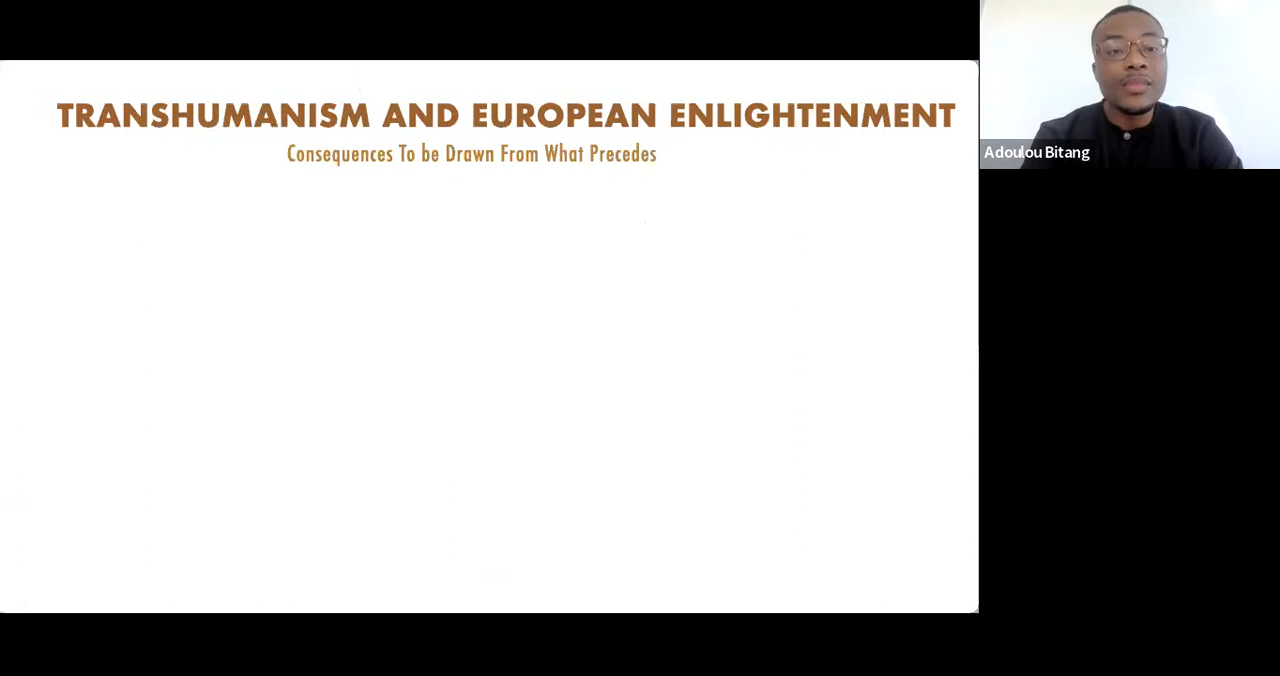 TRANSHUMANISM AND EUROPEAN ENLIGHTENMENT
Consequences To be Drawn From What Precedes
Adoulou Bitang